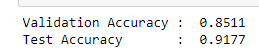 Validation Accuracy :  0.8511
Test Accuracy       :  0.9177